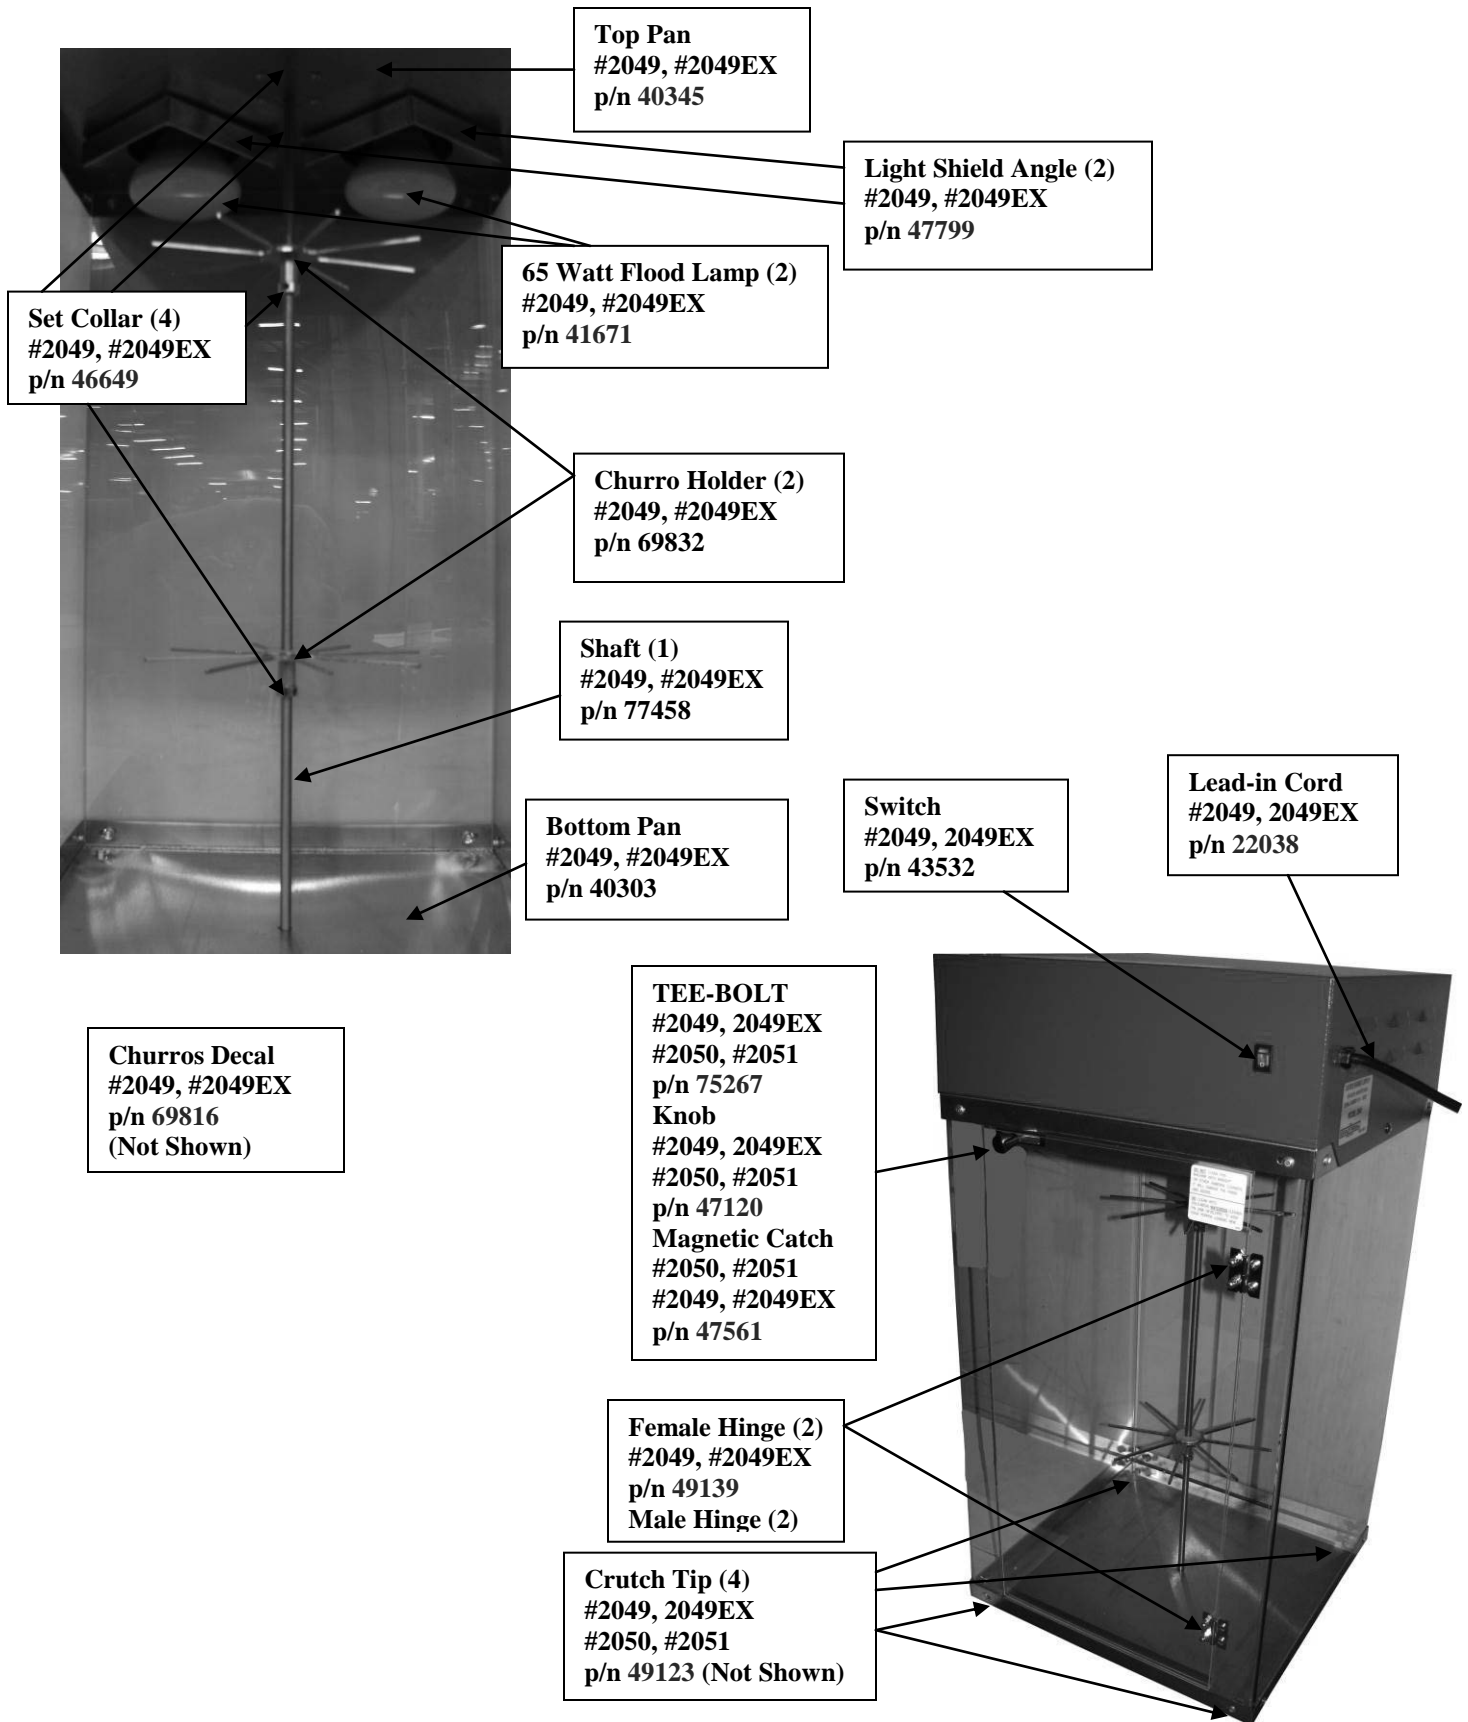 Top Pan
#2049, #2049EX
p/n 40345
Light Shield Angle (2)
#2049, #2049EX
p/n 47799
65 Watt Flood Lamp (2)
#2049, #2049EX
p/n 41671
Set Collar (4)
#2049, #2049EX
p/n 46649
Churro Holder (2)
#2049, #2049EX
p/n 69832
Shaft (1)
#2049, #2049EX
p/n 77458
Bottom Pan
#2049, #2049EX
p/n 40303
Switch
#2049, 2049EX
p/n 43532
Lead-in Cord
#2049, 2049EX
p/n 22038
Churros Decal
#2049, #2049EX
p/n 69816
(Not Shown)
TEE-BOLT
#2049, 2049EX
#2050, #2051
p/n 75267
Knob
#2049, 2049EX
#2050, #2051
p/n 47120
Magnetic Catch
#2050, #2051
#2049, #2049EX
p/n 47561
Female Hinge (2)
#2049, #2049EX
p/n 49139
Male Hinge (2)
Crutch Tip (4)
#2049, 2049EX
#2050, #2051
p/n 49123 (Not Shown)